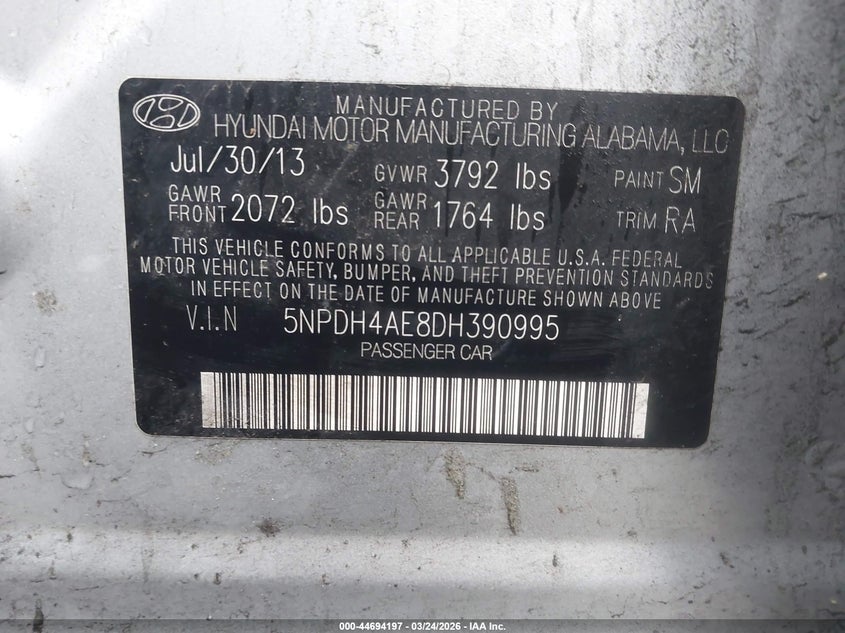 MANUFACTURED BY
HYUNDAI MOTOR MANUFACTURING ALABAMA, LLC
Jul/30/13 GVWR 3792 lbs PAINT SM
GAWR FRONT 2072 lbs GAWR REAR 1764 lbs TRIM RA
THIS VEHICLE CONFORMS TO ALL APPLICABLE U.S.A. FEDERAL
MOTOR VEHICLE SAFETY, BUMPER, AND THEFT PREVENTION STANDARDS
IN EFFECT ON THE DATE OF MANUFACTURE SHOWN ABOVE
V.I.N 5NPDH4AE8DH390995
PASSENGER CAR
000-44694197 - 03/24/2026 - IAA Inc.